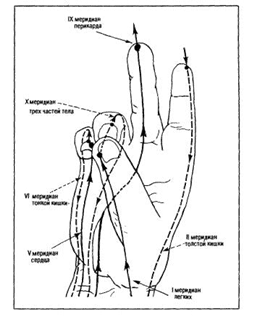 IX меридиан
перикарда
X меридиан
трех частей тела
VI меридиан
тонкой кишки
V меридиан
сердца
II меридиан
толстой кишки
I меридиан
легких